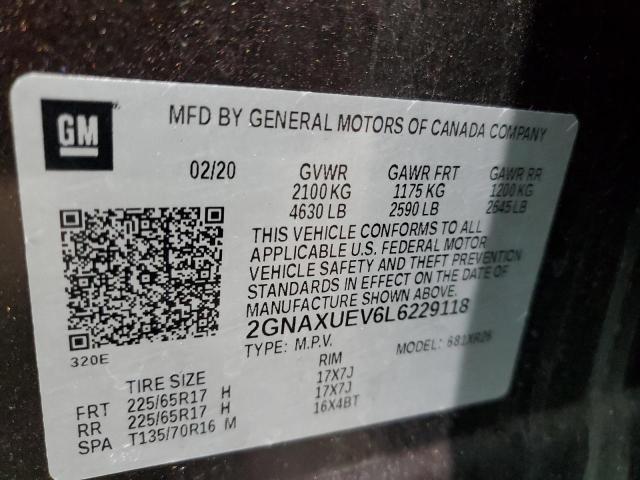 GM
MFD BY GENERAL MOTORS OF CANADA COMPANY
02/20 GVWR GAWR FRT GAWR RR
2100 KG 1175 KG 1200 KG
4630 LB 2590 LB 2645 LB
THIS VEHICLE CONFORMS TO ALL
APPLICABLE U.S. FEDERAL MOTOR
VEHICLE SAFETY AND THEFT PREVENTION
STANDARDS IN EFFECT ON THE DATE OF
MANUFACTURE SHOWN ABOVE.
2GNAXUEV6L6229118
TYPE: M.P.V. MODEL: 681XR26
320E
TIRE SIZE RIM
FRT 225/65R17 H 17X7J
RR 225/65R17 H 17X7J
SPA T135/70R16 M 16X4BT